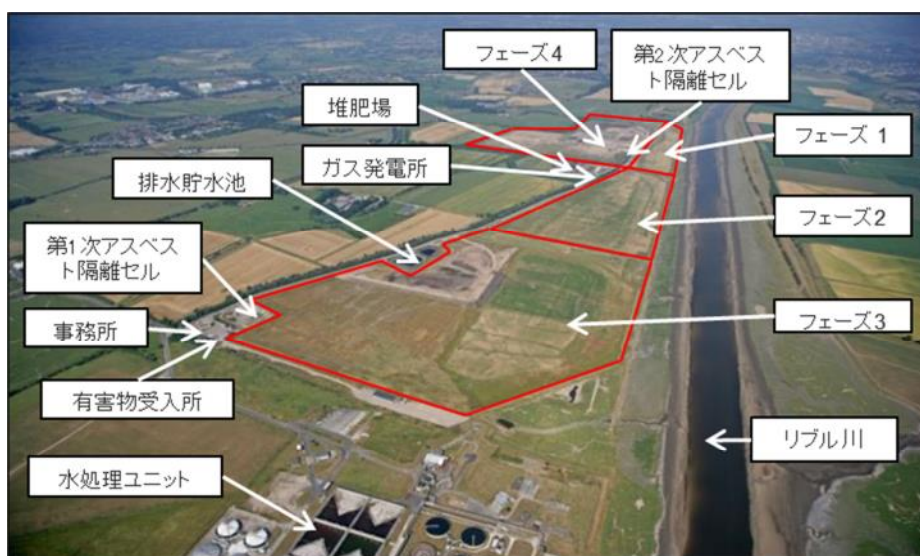 フェーズ4
第2次アスベス
ト隔離セル
堆肥場
フェーズ 1
ガス発電所
排水貯水池
フェーズ2
第1次アスベス
ト隔離セル
事務所
フェーズ3
有害物受入所
リブル川
水処理ユニット